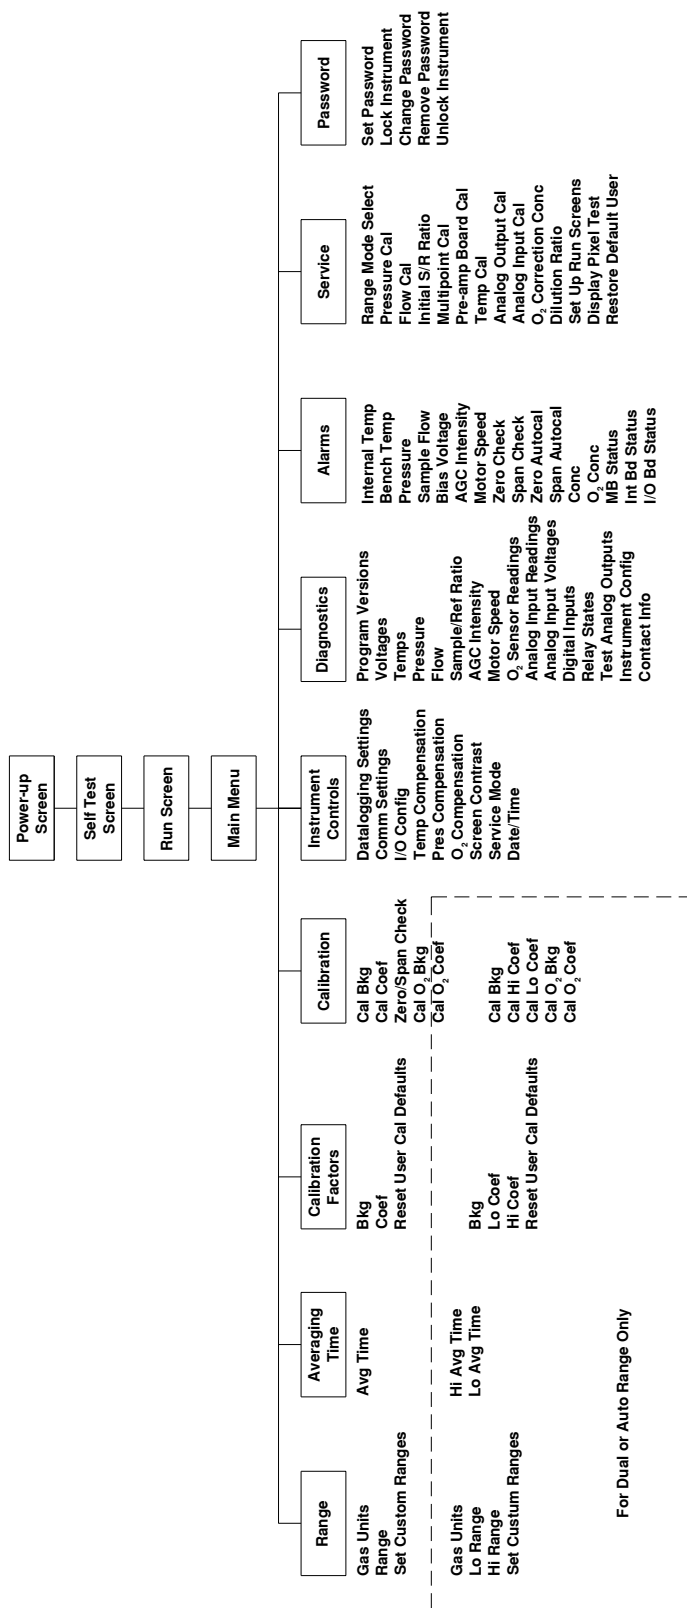 Power-up
Screen
Self Test
Screen
Run Screen
Main Menu
Range
Gas Units
Range
Set Custom Ranges
Averaging
Time
Avg Time
Calibration
Factors
Bkg
Coef
Reset User Cal Defaults
Calibration
Cal Bkg
Cal Coef
Zero/Span Check
Cal O₂ Bkg
Cal O₂ Coef
Instrument
Controls
Datalogging Settings
Comm Settings
I/O Config
Temp Compensation
Pres Compensation
O₂ Compensation
Screen Contrast
Service Mode
Date/Time
Diagnostics
Program Versions
Voltages
Temps
Pressure
Flow
Sample/Ref Ratio
AGC Intensity
Motor Speed
O₂ Sensor Readings
Analog Input Readings
Analog Input Voltages
Digital Inputs
Relay States
Test Analog Outputs
Instrument Config
Contact Info
Alarms
Internal Temp
Bench Temp
Pressure
Sample Flow
Bias Voltage
AGC Intensity
Motor Speed
Zero Check
Span Check
Zero Autocal
Span Autocal
Conc
O₂ Conc
MB Status
Int Bd Status
I/O Bd Status
Service
Range Mode Select
Pressure Cal
Flow Cal
Initial S/R Ratio
Multipoint Cal
Pre-amp Board Cal
Temp Cal
Analog Output Cal
Analog Input Cal
O₂ Correction Conc
Dilution Ratio
Set Up Run Screens
Display Pixel Test
Restore Default User
Password
Set Password
Lock Instrument
Change Password
Remove Password
Unlock Instrument
Gas Units
Lo Range
Hi Range
Set Custum Ranges
Hi Avg Time
Lo Avg Time
Bkg
Lo Coef
Hi Coef
Reset User Cal Defaults
Cal Bkg
Cal Hi Coef
Cal Lo Coef
Cal O₂ Bkg
Cal O₂ Coef
For Dual or Auto Range Only